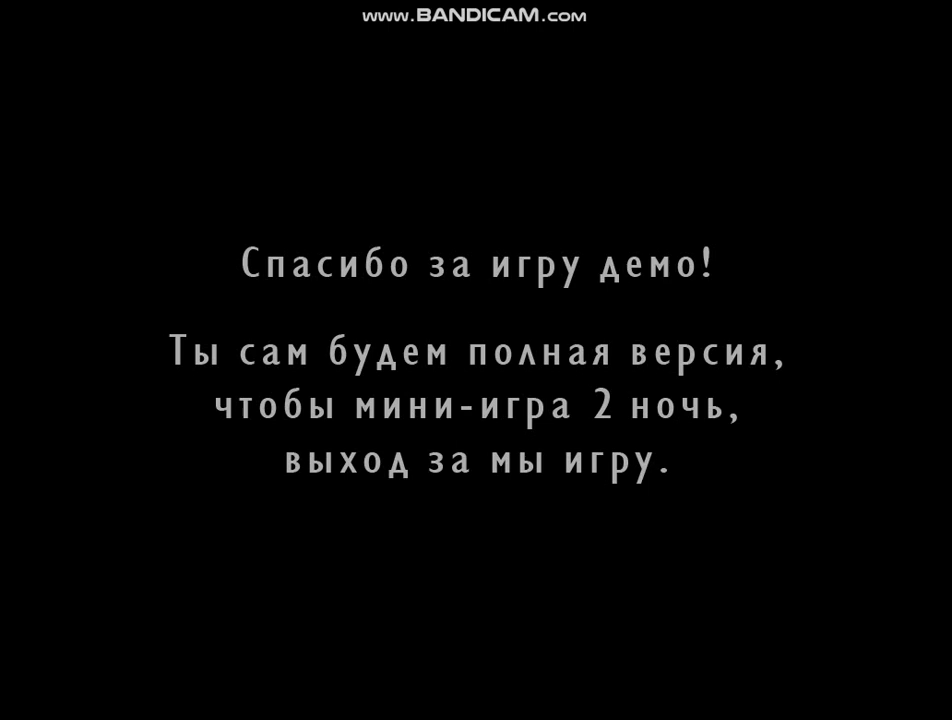 www.BANDICAM.com
Спасибо за игру демо!
Ты сам будем полная версия,
чтобы мини-игра 2 ночь,
выход за мы игру.